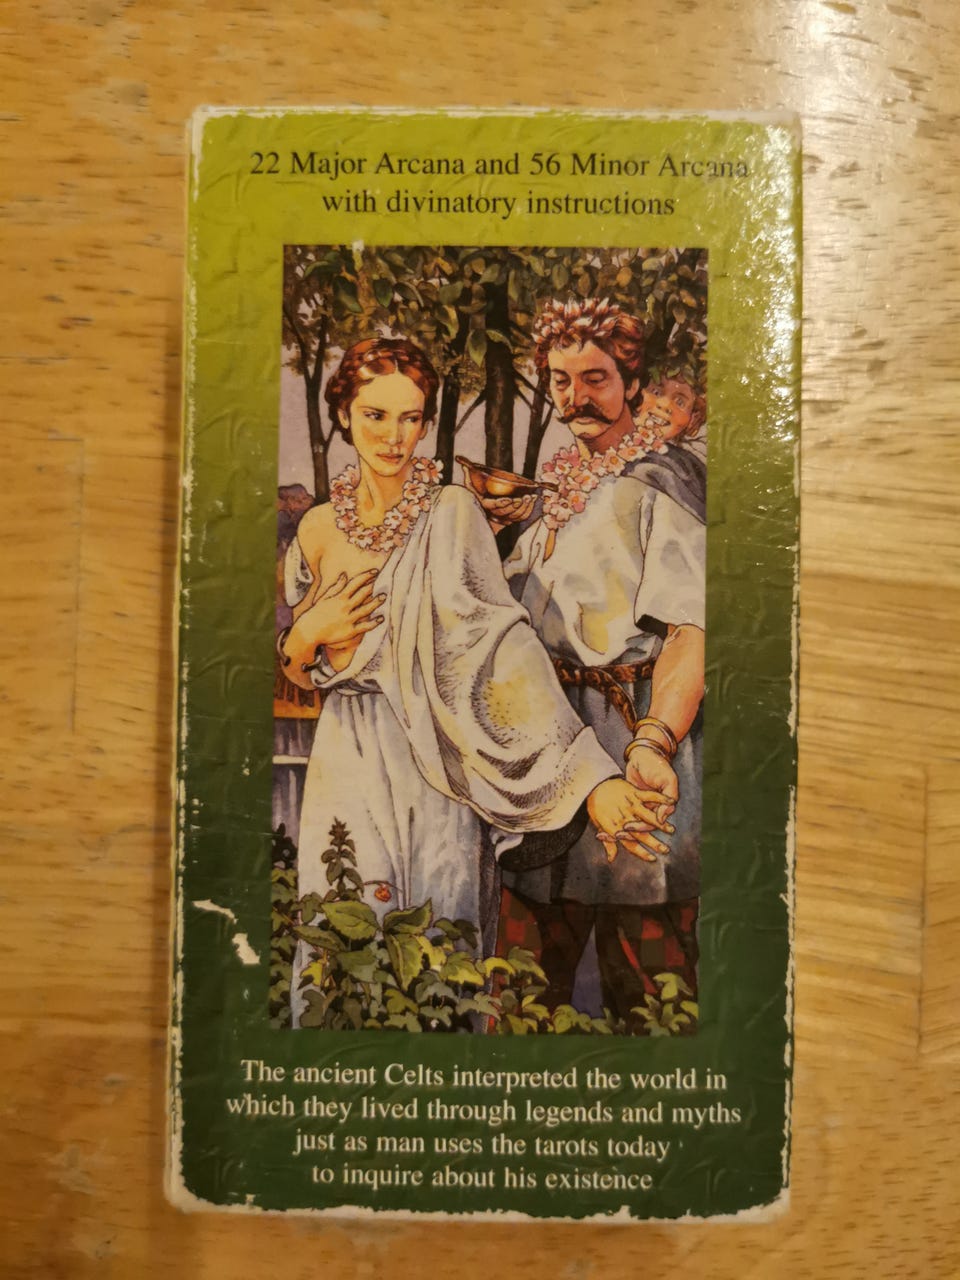 22 Major Arcana and 56 Minor Arcana
with divinatory instructions
The ancient Celts interpreted the world in
which they lived through legends and myths
just as man uses the tarots today
to inquire about his existence